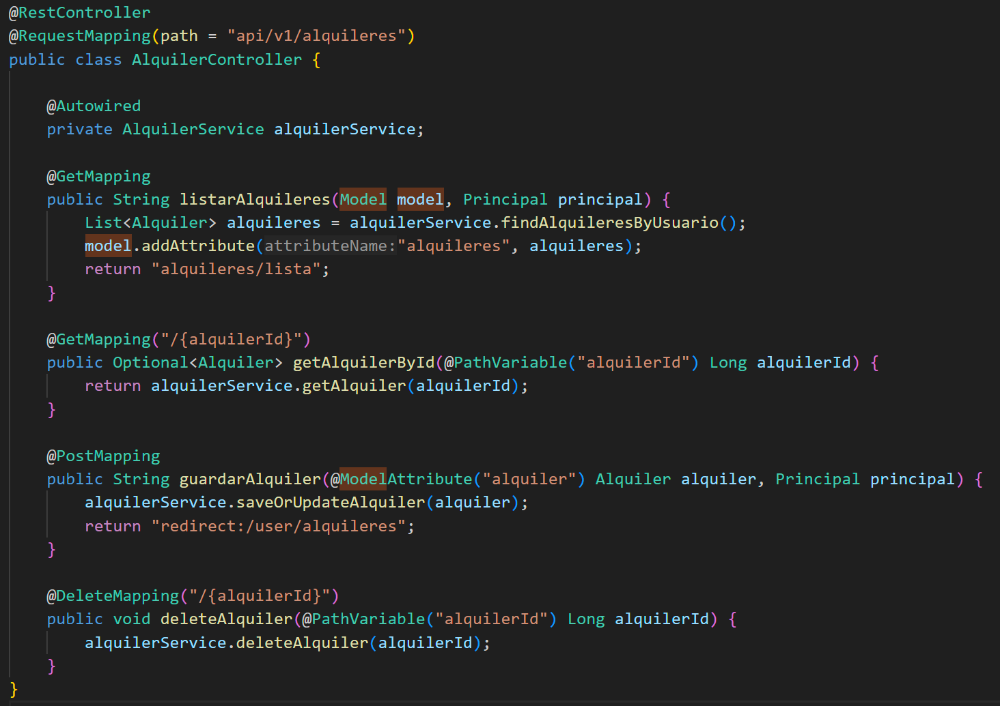 @RestController
@RequestMapping(path = "api/v1/alquileres")
public class AlquilerController {
@Autowired
private AlquilerService alquilerService;
@GetMapping
public String listarAlquileres(Model model, Principal principal) {
List<Alquiler> alquileres = alquilerService.findAlquileresByUsuario();
model.addAttribute(attributeName:"alquileres", alquileres);
return "alquileres/lista";
}
@GetMapping("/{alquilerId}")
public Optional<Alquiler> getAlquilerById(@PathVariable("alquilerId") Long alquilerId) {
return alquilerService.getAlquiler(alquilerId);
}
@PostMapping
public String guardarAlquiler(@ModelAttribute("alquiler") Alquiler alquiler, Principal principal) {
alquilerService.saveOrUpdateAlquiler(alquiler);
return "redirect:/user/alquileres";
}
@DeleteMapping("/{alquilerId}")
public void deleteAlquiler(@PathVariable("alquilerId") Long alquilerId) {
alquilerService.deleteAlquiler(alquilerId);
}
}